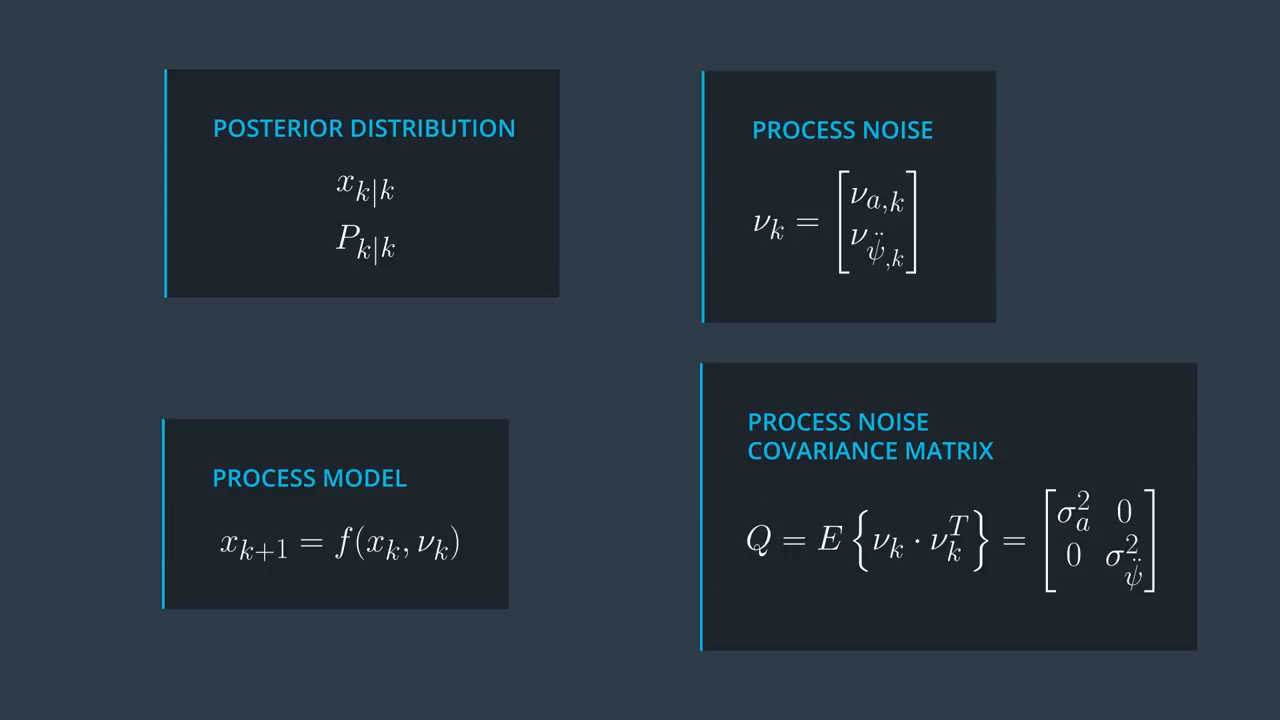 POSTERIOR DISTRIBUTION
x_{k|k}
P_{k|k}
PROCESS NOISE
ν_k = [ν_{a,k}
ν_{ψ̈,k}]
PROCESS MODEL
x_{k+1} = f(x_k, ν_k)
PROCESS NOISE
COVARIANCE MATRIX
Q = E {ν_k · ν_k^T} = [σ_a^2 0
0 σ_ψ̈^2]